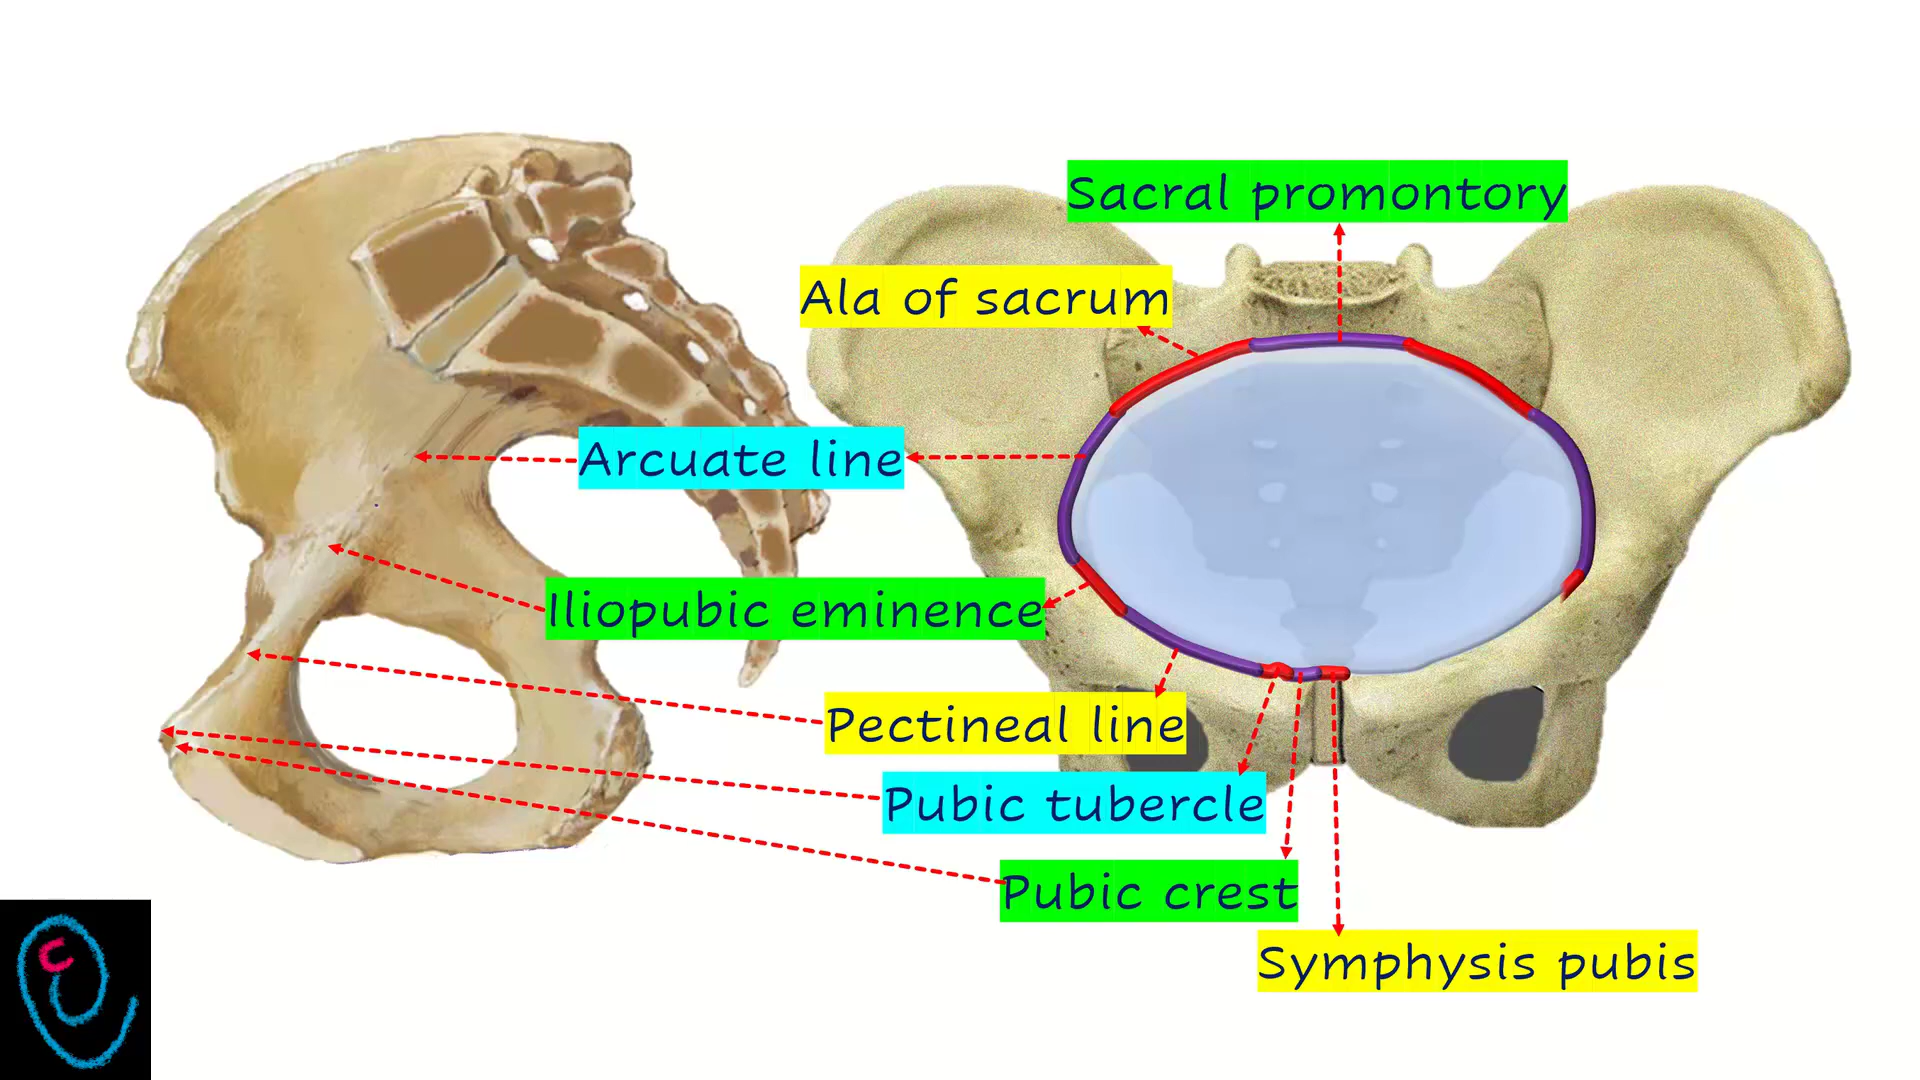 Sacral promontory
Ala of sacrum
Arcuate line
Iliopubic eminence
Pectineal line
Pubic tubercle
Pubic crest
Symphysis pubis